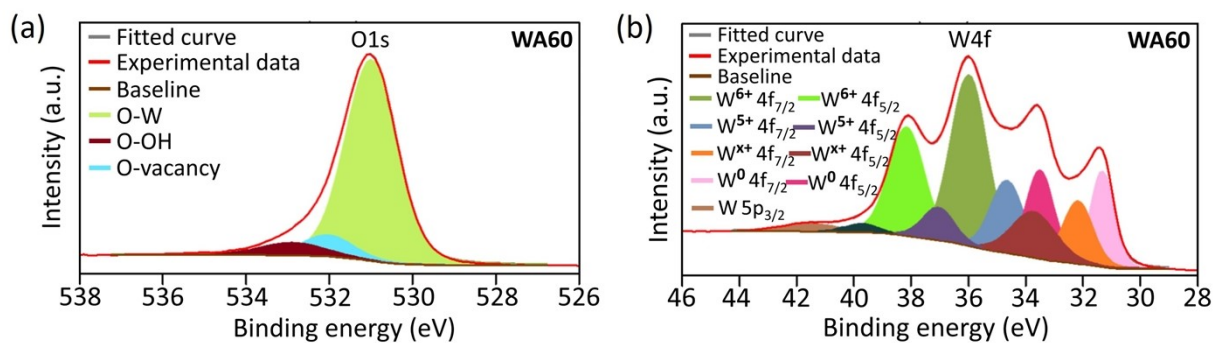 (a)
O1s
WA60
Fitted curve
Experimental data
Baseline
O-W
O-OH
O-vacancy
Intensity (a.u.)
538 536 534 532 530 528 526
Binding energy (eV)
(b)
W4f
WA60
Fitted curve
Experimental data
Baseline
W⁶⁺ 4f₇/₂ W⁶⁺ 4f₅/₂
W⁵⁺ 4f₇/₂ W⁵⁺ 4f₅/₂
Wˣ⁺ 4f₇/₂ Wˣ⁺ 4f₅/₂
W⁰ 4f₇/₂ W⁰ 4f₅/₂
W 5p₃/₂
Intensity (a.u.)
46 44 42 40 38 36 34 32 30 28
Binding energy (eV)